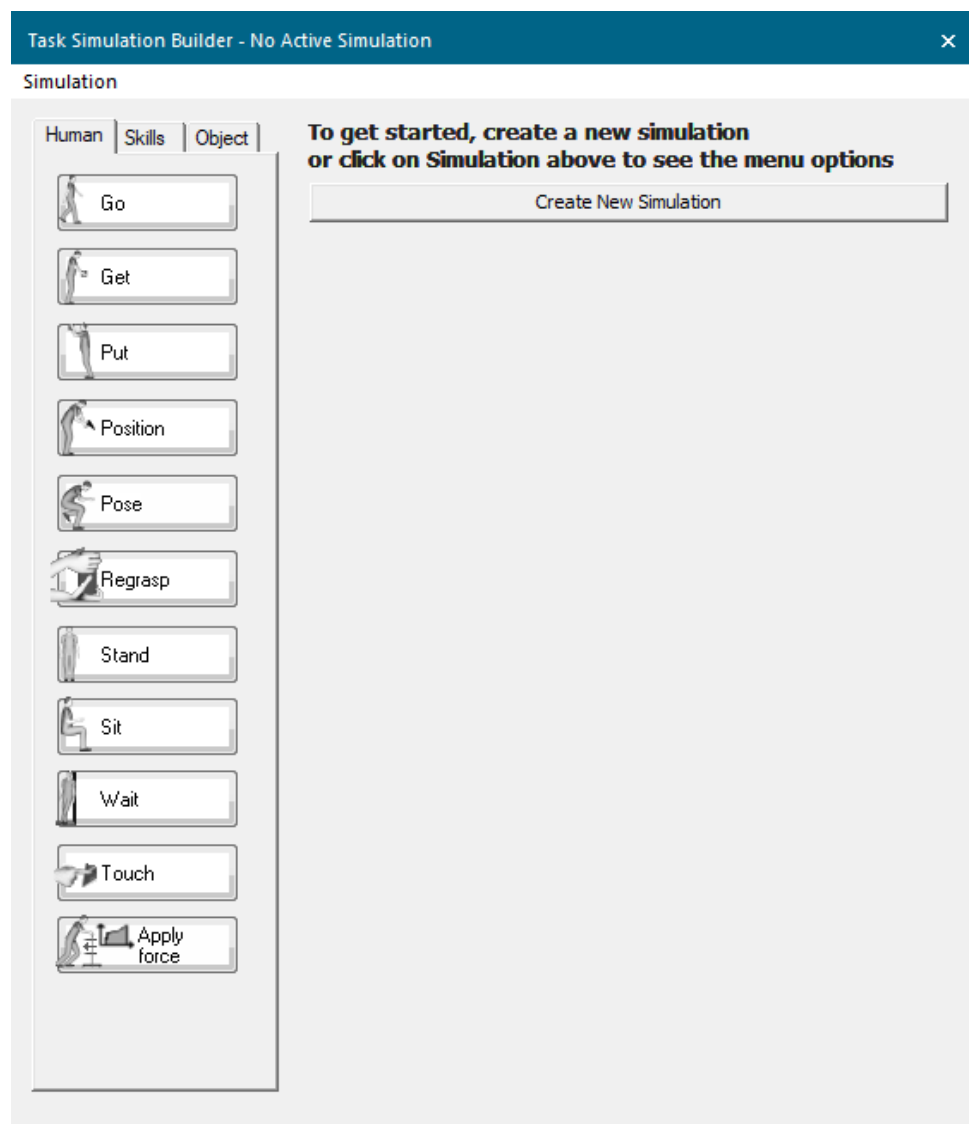 Task Simulation Builder - No Active Simulation
Simulation
Human Skills Object
To get started, create a new simulation
or click on Simulation above to see the menu options
Create New Simulation
Go
Get
Put
Position
Pose
Regrasp
Stand
Sit
Wait
Touch
Apply
force